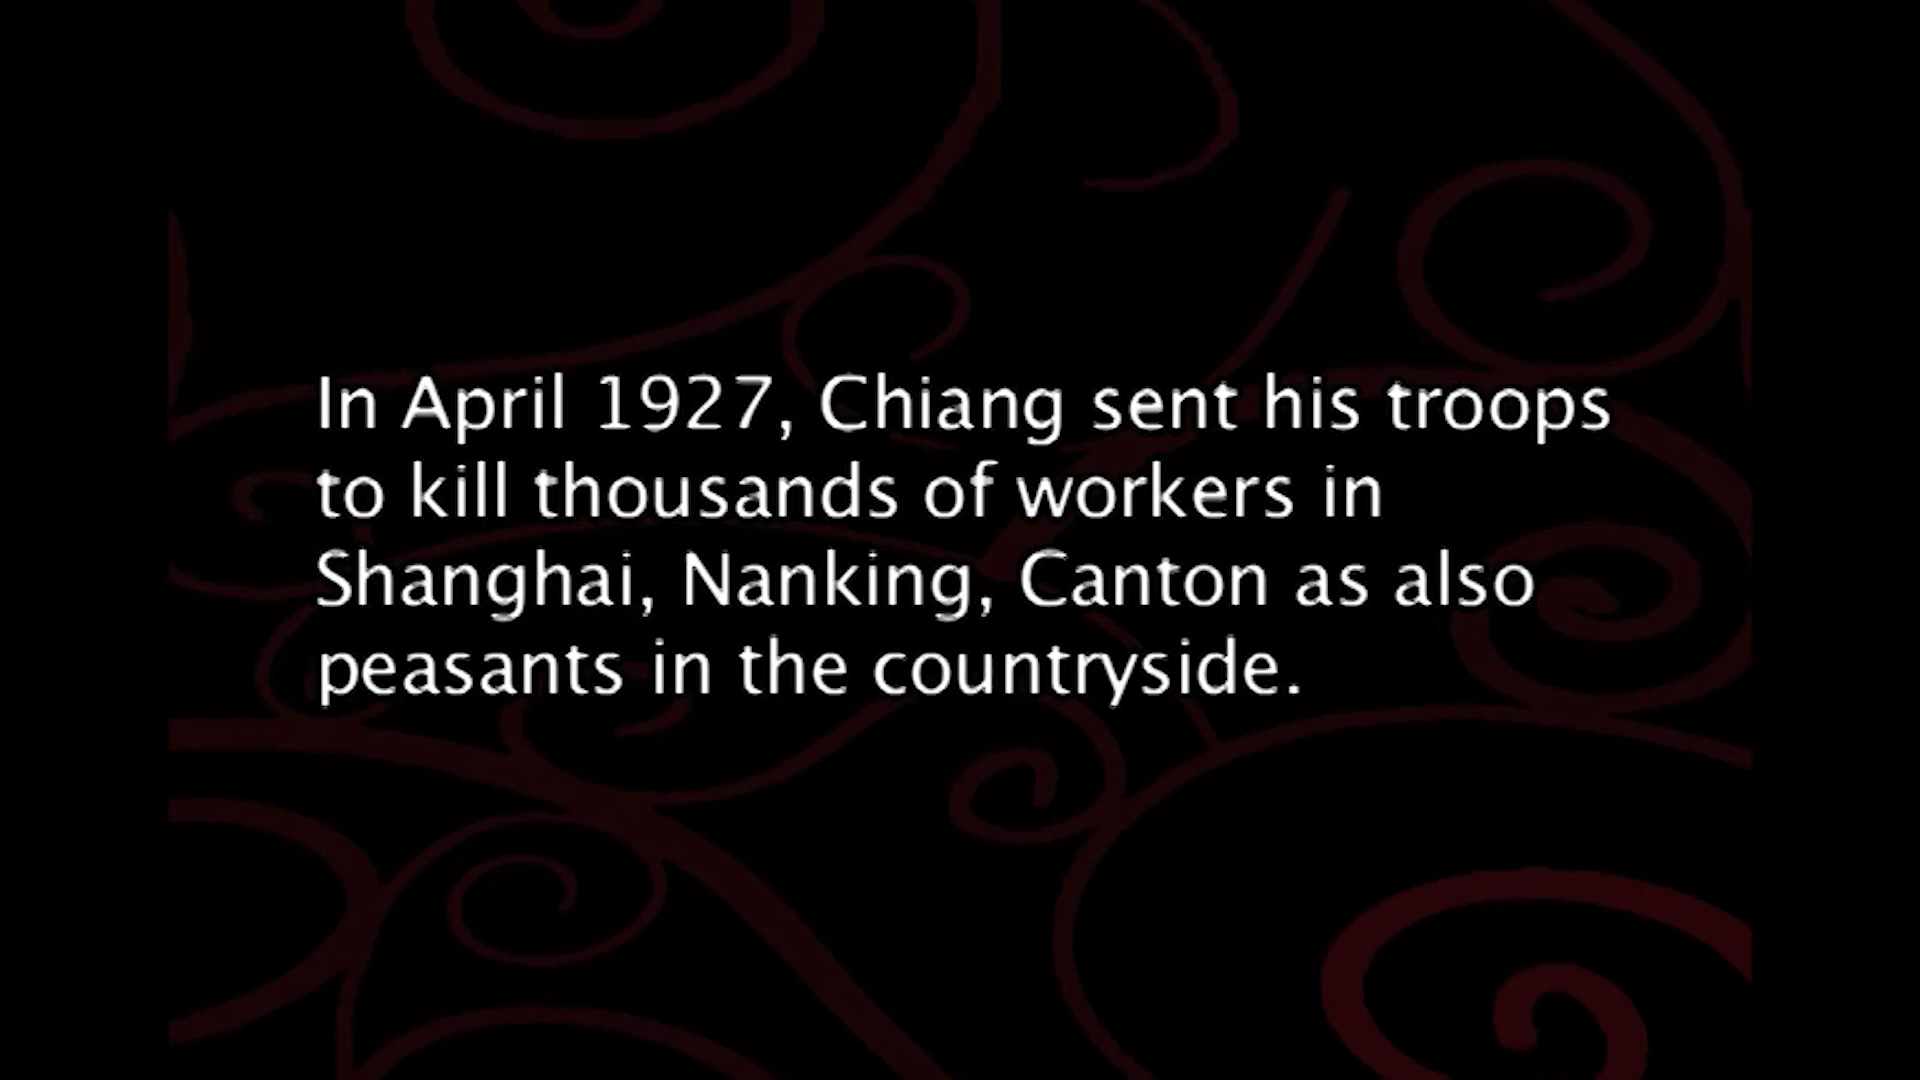 In April 1927, Chiang sent his troops
to kill thousands of workers in
Shanghai, Nanking, Canton as also
peasants in the countryside.